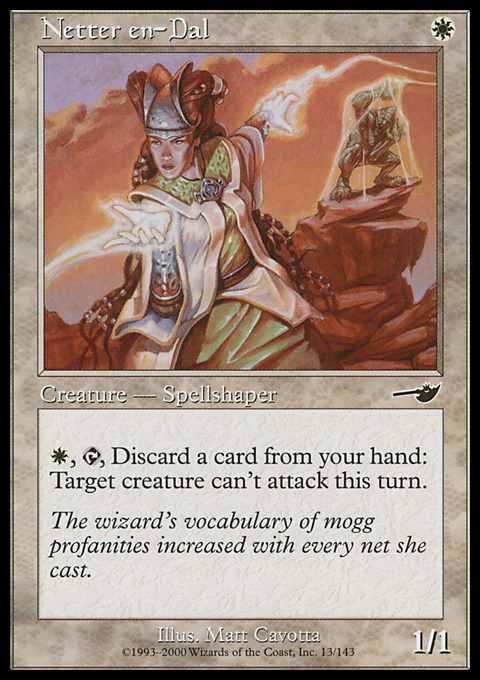 Netter en-Dal
Creature — Spellshaper
, , Discard a card from your hand:
Target creature can't attack this turn.
The wizard's vocabulary of mogg
profanities increased with every net she
cast.
Illus. Matt Cavotta
©1993–2000 Wizards of the Coast, Inc. 13/143
1/1